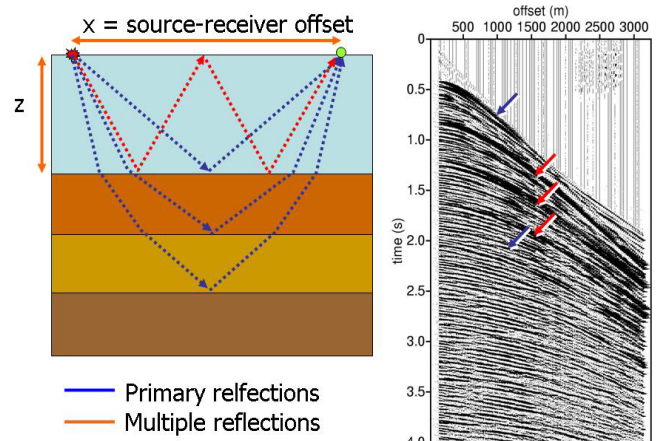 x = source-receiver offset
z
Primary relfections
Multiple reflections
offset (m)
500 1000 1500 2000 2500 3000
0
0.5
1.0
1.5
2.0
2.5
3.0
3.5
4.0
time (s)